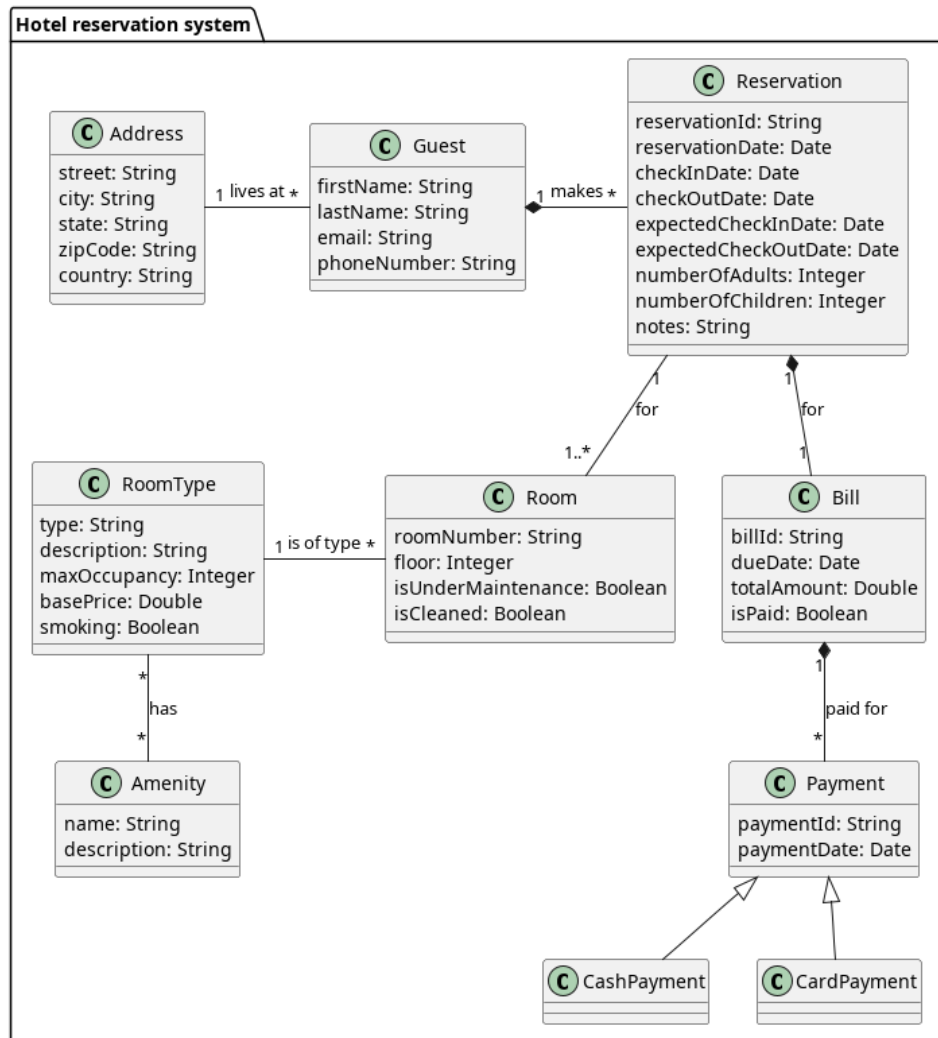 Hotel reservation system
C Address
street: String
city: String
state: String
zipCode: String
country: String
1 lives at *
C Guest
firstName: String
lastName: String
email: String
phoneNumber: String
1 makes *
C Reservation
reservationId: String
reservationDate: Date
checkInDate: Date
checkOutDate: Date
expectedCheckInDate: Date
expectedCheckOutDate: Date
numberOfAdults: Integer
numberOfChildren: Integer
notes: String
1
for
1..*
1
for
1
C RoomType
type: String
description: String
maxOccupancy: Integer
basePrice: Double
smoking: Boolean
1 is of type *
C Room
roomNumber: String
floor: Integer
isUnderMaintenance: Boolean
isCleaned: Boolean
C Bill
billId: String
dueDate: Date
totalAmount: Double
isPaid: Boolean
*
has
*
1
paid for
*
C Amenity
name: String
description: String
C Payment
paymentId: String
paymentDate: Date
C CashPayment
C CardPayment